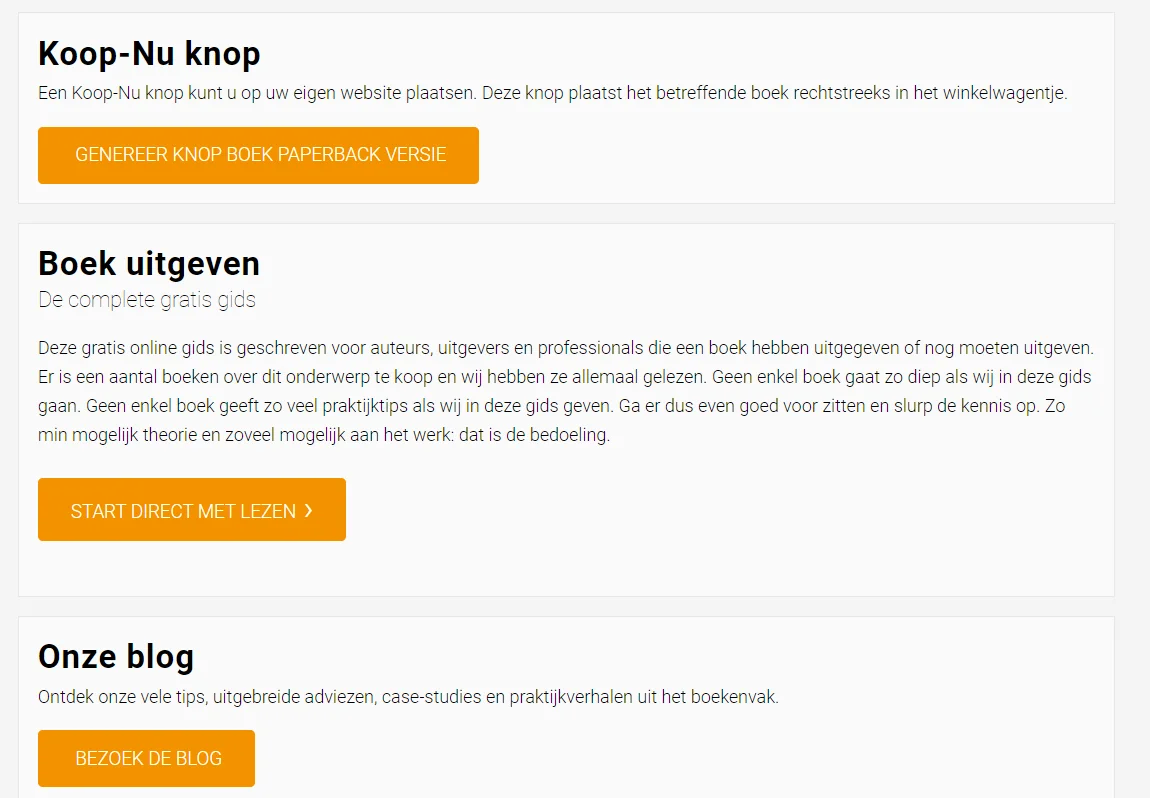 Koop-Nu knop
Een Koop-Nu knop kunt u op uw eigen website plaatsen. Deze knop plaatst het betreffende boek rechtstreeks in het winkelwagentje.
GENEREER KNOP BOEK PAPERBACK VERSIE
Boek uitgeven
De complete gratis gids
Deze gratis online gids is geschreven voor auteurs, uitgevers en professionals die een boek hebben uitgegeven of nog moeten uitgeven.
Er is een aantal boeken over dit onderwerp te koop en wij hebben ze allemaal gelezen. Geen enkel boek gaat zo diep als wij in deze gids
gaan. Geen enkel boek geeft zo veel praktijktips als wij in deze gids geven. Ga er dus even goed voor zitten en slurp de kennis op. Zo
min mogelijk theorie en zoveel mogelijk aan het werk: dat is de bedoeling.
START DIRECT MET LEZEN ›
Onze blog
Ontdek onze vele tips, uitgebreide adviezen, case-studies en praktijkverhalen uit het boekenvak.
BEZOEK DE BLOG